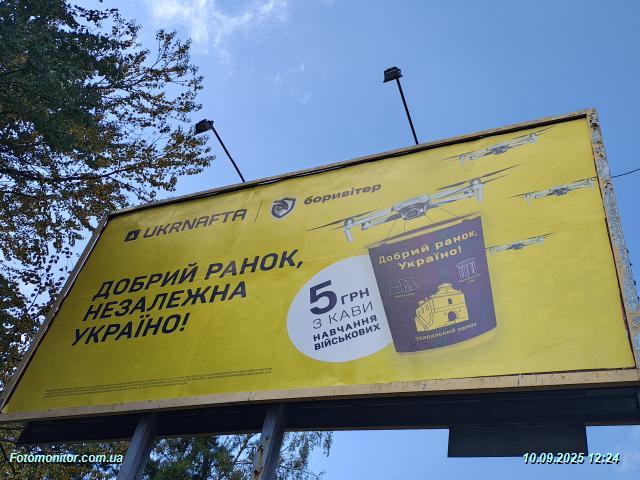 UKRNAFTA
боривітер
ДОБРИЙ РАНОК,
НЕЗАЛЕЖНА
УКРАЇНО!
5 ГРН
З КАВИ
НАВЧАННЯ
ВІЙСЬКОВИХ
Добрий ранок,
Україно!
Збаразький замок
Fotomonitor.com.ua
10.09.2025 12:24